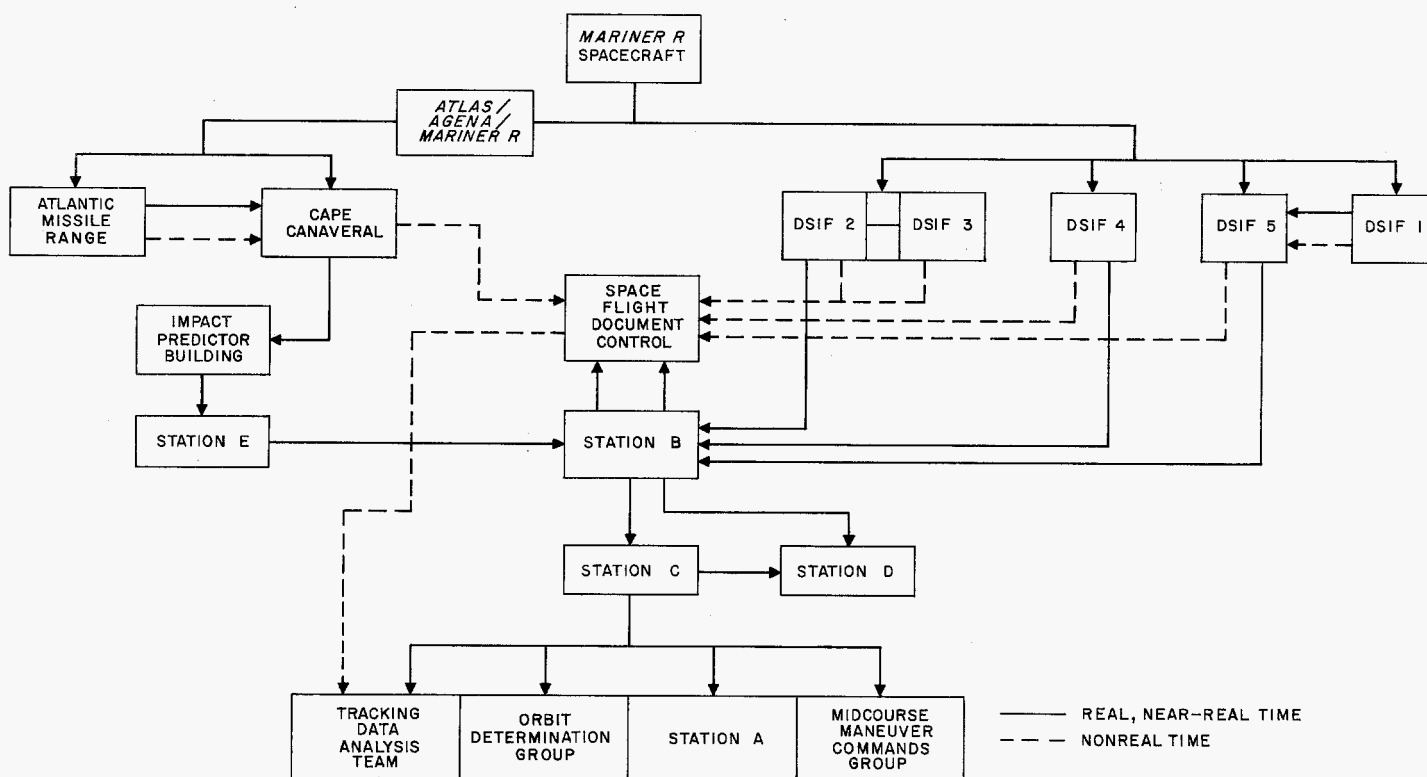 MARINER R
SPACECRAFT
ATLAS/
AGENA/
MARINER R
ATLANTIC
MISSILE
RANGE
CAPE
CANAVERAL
DSIF 2
DSIF 3
DSIF 4
DSIF 5
DSIF 1
SPACE
FLIGHT
DOCUMENT
CONTROL
IMPACT
PREDICTOR
BUILDING
STATION E
STATION B
STATION C
STATION D
TRACKING
DATA
ANALYSIS
TEAM
ORBIT
DETERMINATION
GROUP
STATION A
MIDCOURSE
MANEUVER
COMMANDS
GROUP
REAL, NEAR-REAL TIME
NONREAL TIME